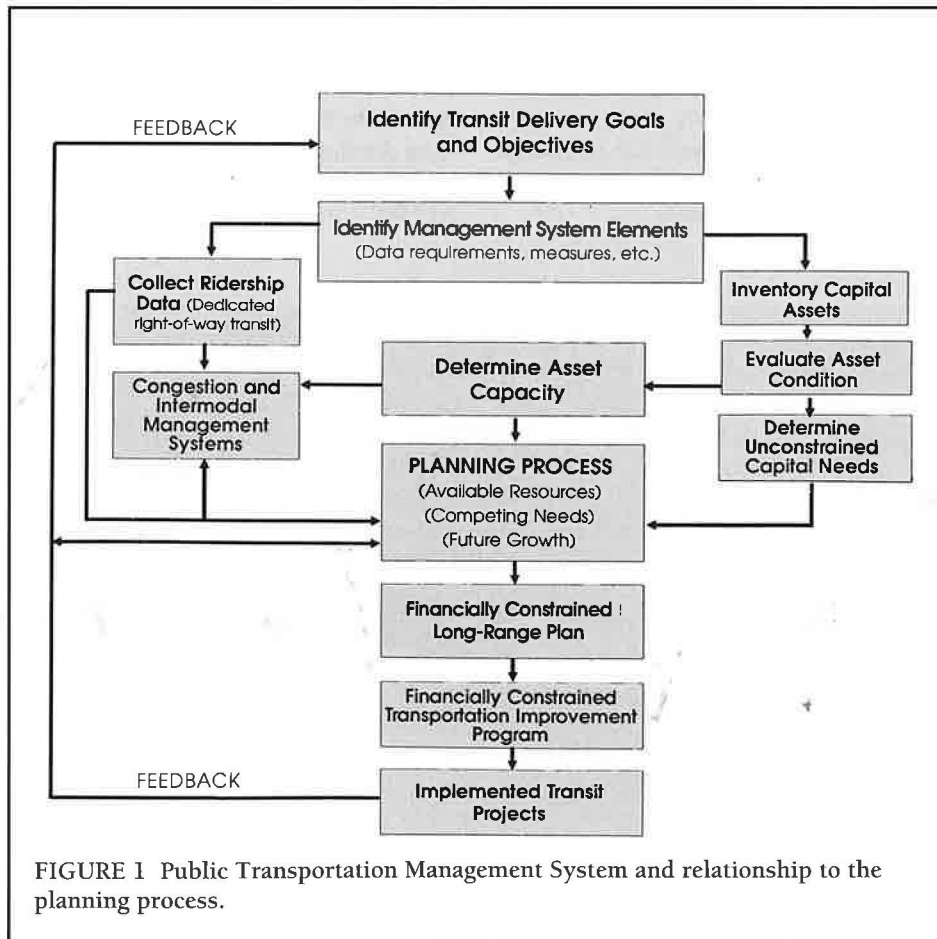 FEEDBACK
Identify Transit Delivery Goals
and Objectives
Identify Management System Elements
(Data requirements, measures, etc.)
Collect Ridership
Data (Dedicated
right-of-way transit)
Inventory Capital
Assets
Congestion and
Intermodal
Management
Systems
Determine Asset
Capacity
Evaluate Asset
Condition
Determine
Unconstrained
Capital Needs
PLANNING PROCESS
(Available Resources)
(Competing Needs)
(Future Growth)
Financially Constrained
Long-Range Plan
Financially Constrained
Transportation Improvement
Program
FEEDBACK
Implemented Transit
Projects
FIGURE 1 Public Transportation Management System and relationship to the
planning process.